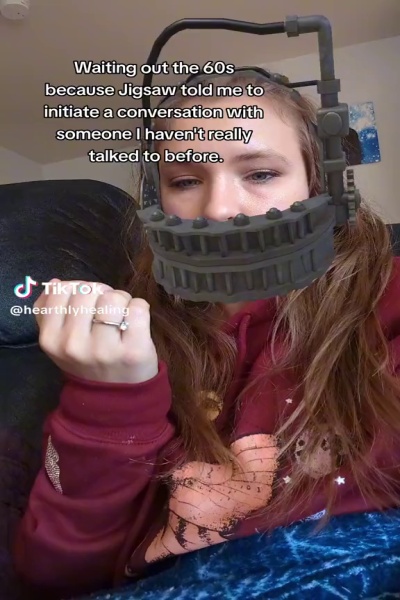 Waiting out the 60s
because Jigsaw told me to
initiate a conversation with
someone I haven't really
talked to before.
TikTok
@hearthlyhealing